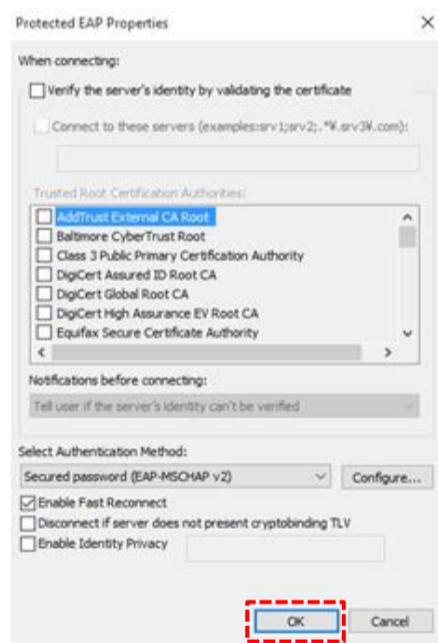 Protected EAP Properties
When connecting:
Verify the server's identity by validating the certificate
Connect to these servers (examples:srv1;srv2;.*¥.srv3¥.com):
Trusted Root Certification Authorities:
AddTrust External CA Root
Baltimore CyberTrust Root
Class 3 Public Primary Certification Authority
DigiCert Assured ID Root CA
DigiCert Global Root CA
DigiCert High Assurance EV Root CA
Equifax Secure Certificate Authority
Notifications before connecting:
Tell user if the server's identity can't be verified
Select Authentication Method:
Secured password (EAP-MSCHAP v2) Configure...
Enable Fast Reconnect
Disconnect if server does not present cryptobinding TLV
Enable Identity Privacy
OK Cancel